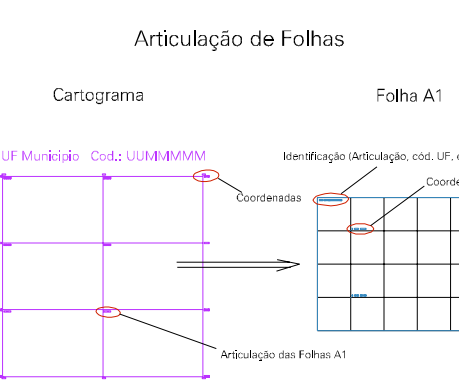 Articulação de Folhas
Cartograma
Folha A1
UF Municipio Cod.: UUMMMMM
Identificação (Articulação, cód. UF,
Coordenadas
Articulação das Folhas A1